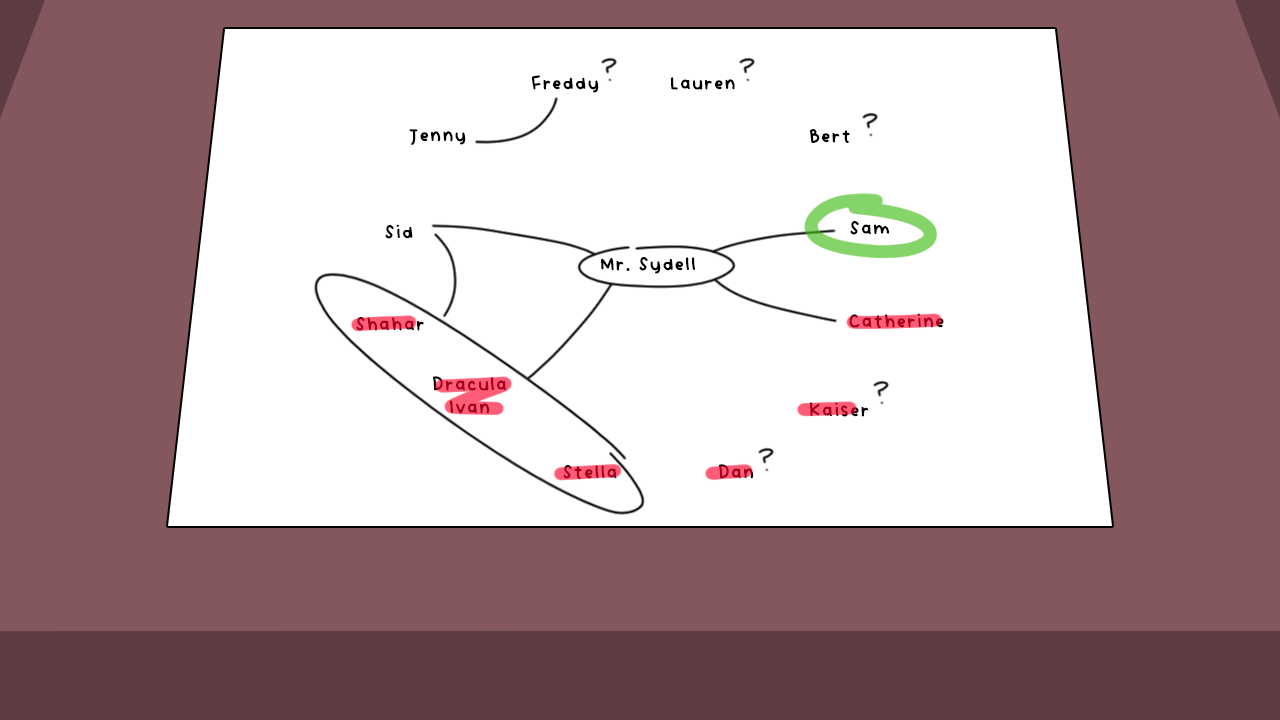 Freddy?
Lauren?
Jenny
Bert?
Sid
Mr. Sydell
Sam
Shahar
Catherine
Dracula
Ivan
Kaiser?
Stella
Dan?